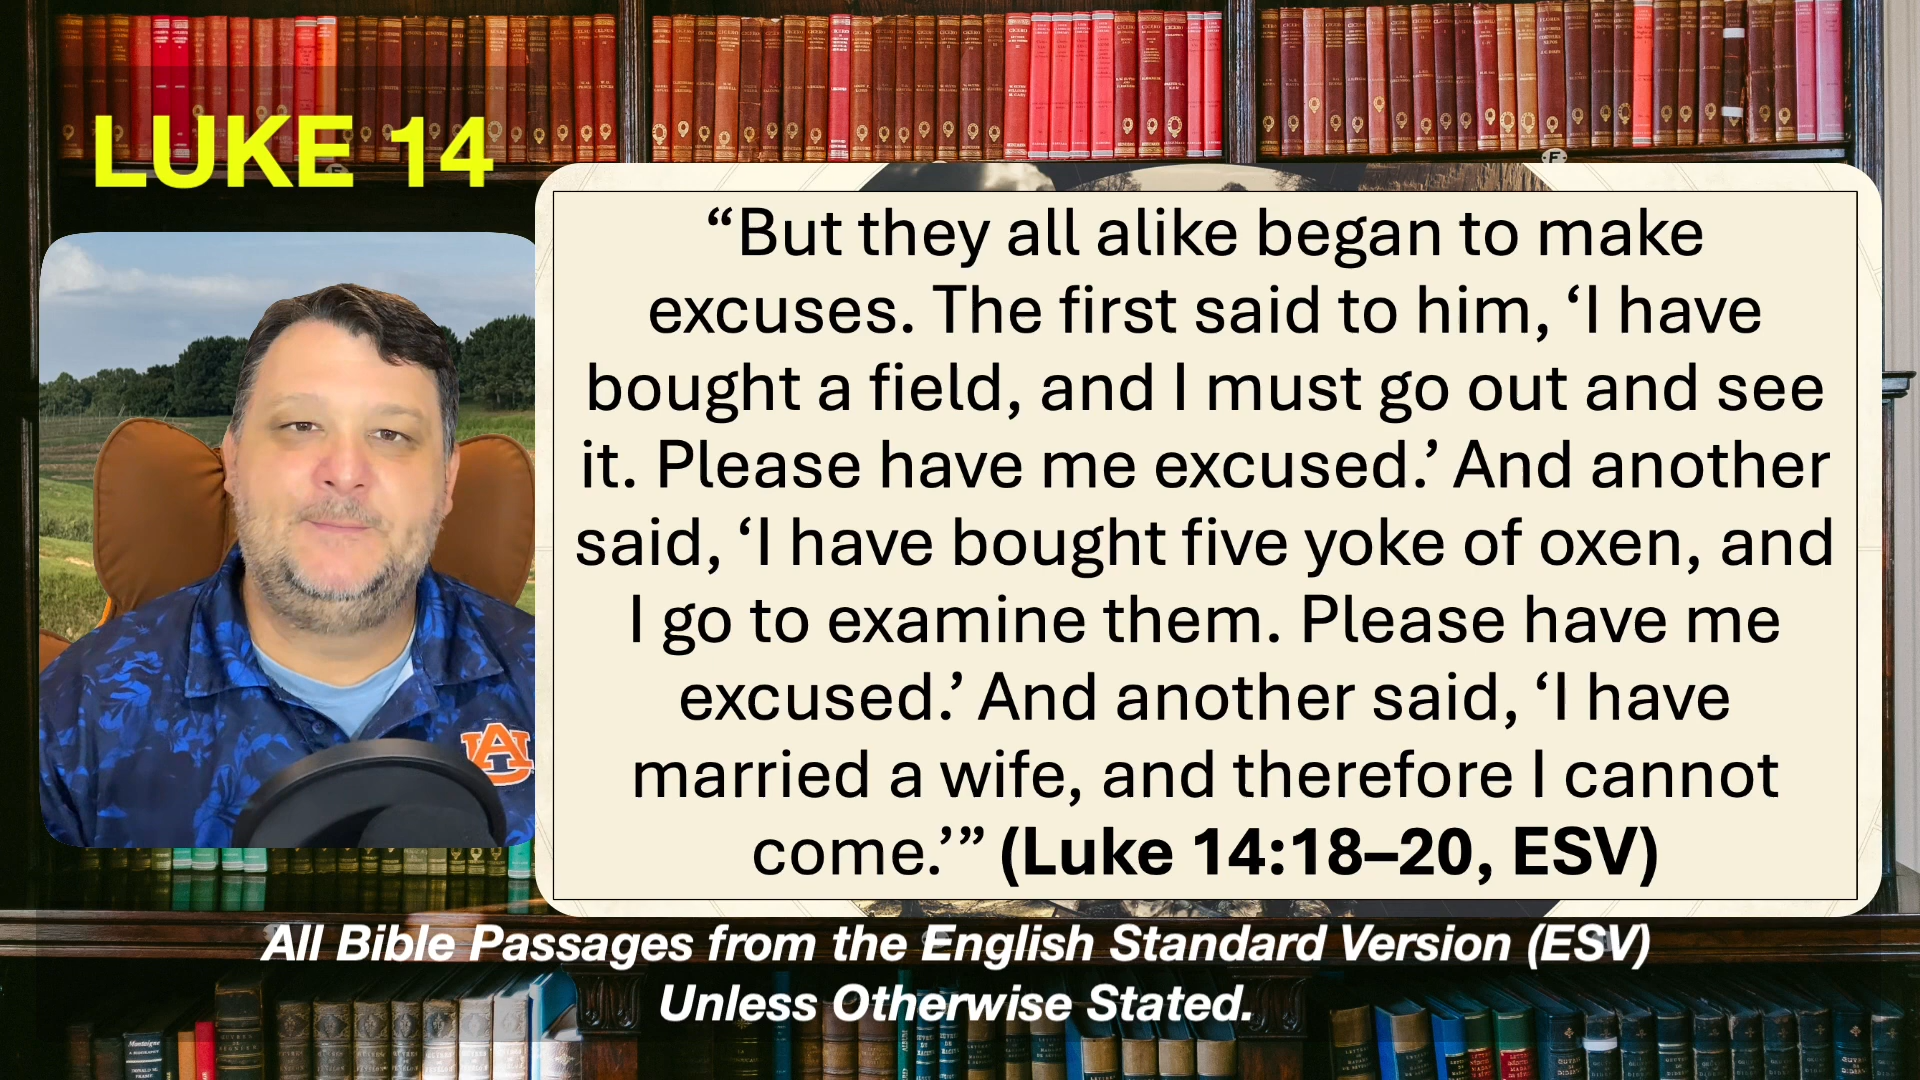 LUKE 14
“But they all alike began to make
excuses. The first said to him, ‘I have
bought a field, and I must go out and see
it. Please have me excused.’ And another
said, ‘I have bought five yoke of oxen, and
I go to examine them. Please have me
excused.’ And another said, ‘I have
married a wife, and therefore I cannot
come.’” (Luke 14:18–20, ESV)
All Bible Passages from the English Standard Version (ESV)
Unless Otherwise Stated.